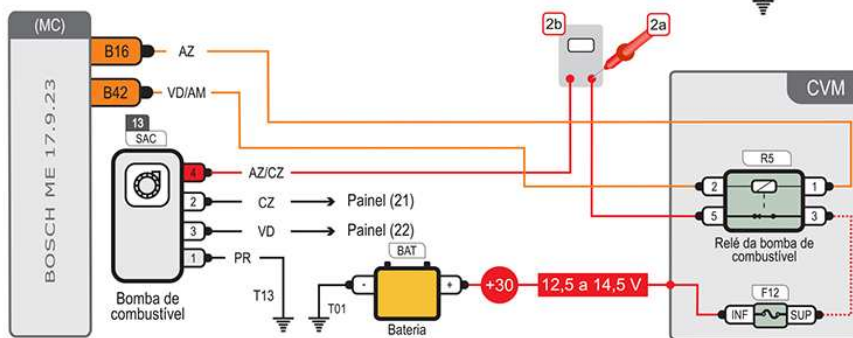 (MC)
BOSCH ME 17.9.23
B16
AZ
B42
VD/AM
13
SAC
4
AZ/CZ
2
CZ
Painel (21)
3
VD
Painel (22)
1
PR
T13
Bomba de
combustível
2b
2a
CVM
R5
2
1
5
3
Relé da bomba de
combustível
BAT
-
+
T01
Bateria
+30
12,5 a 14,5 V
F12
INF
SUP